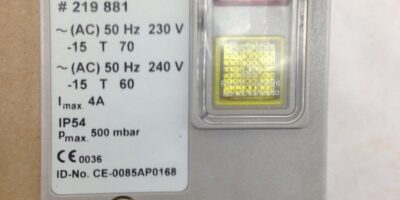 # 219 881
~ (AC) 50 Hz 230 V
-15 T 70
~ (AC) 50 Hz 240 V
-15 T 60
Imax. 4A
IP54
pmax. 500 mbar
CE 0036
ID-No. CE-0085AP0168